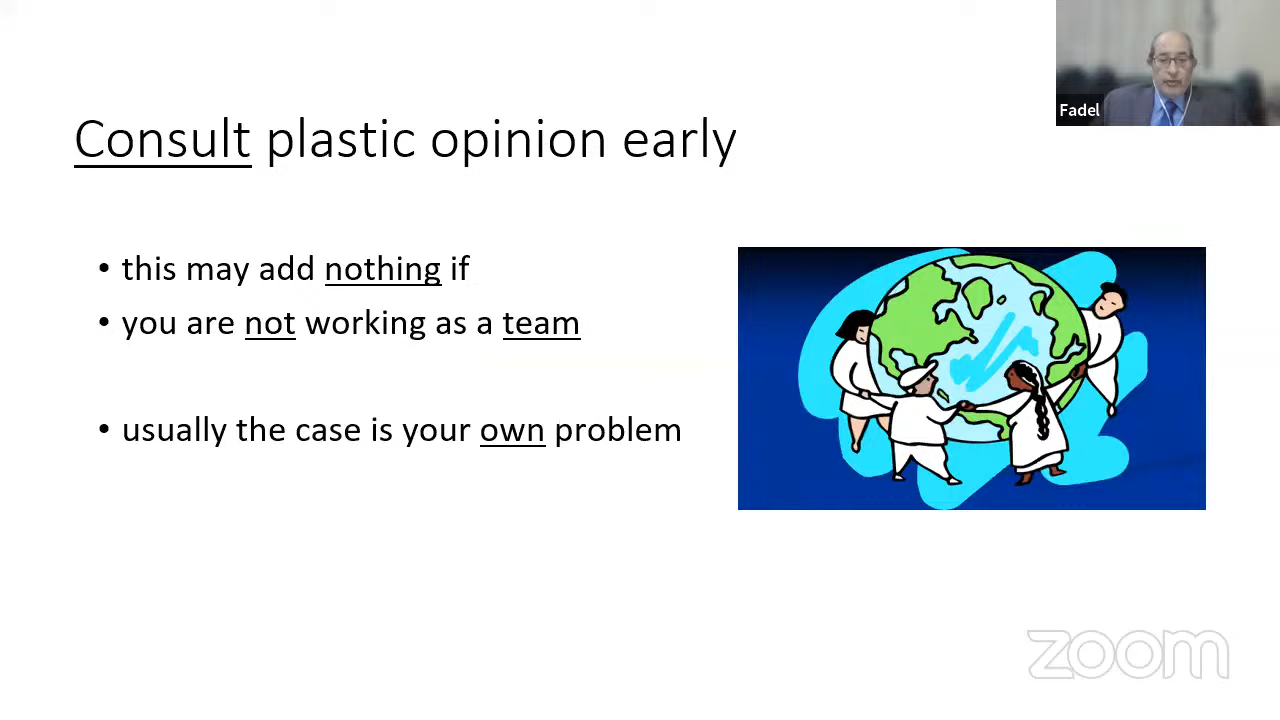 Fadel
Consult plastic opinion early
• this may add nothing if
• you are not working as a team
• usually the case is your own problem
zoom